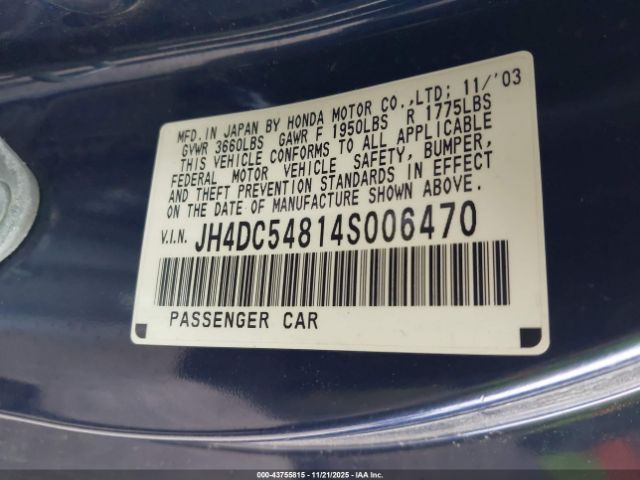 MFD. IN JAPAN BY HONDA MOTOR CO.,LTD; 11/'03
GVWR 3660LBS GAWR F 1950LBS R 1775LBS
THIS VEHICLE CONFORMS TO ALL APPLICABLE
FEDERAL MOTOR VEHICLE SAFETY, BUMPER,
AND THEFT PREVENTION STANDARDS IN EFFECT
ON THE DATE OF MANUFACTURE SHOWN ABOVE.
V.I.N. JH4DC54814S006470
PASSENGER CAR
000-43755815 - 11/21/2025 - IAAI.com